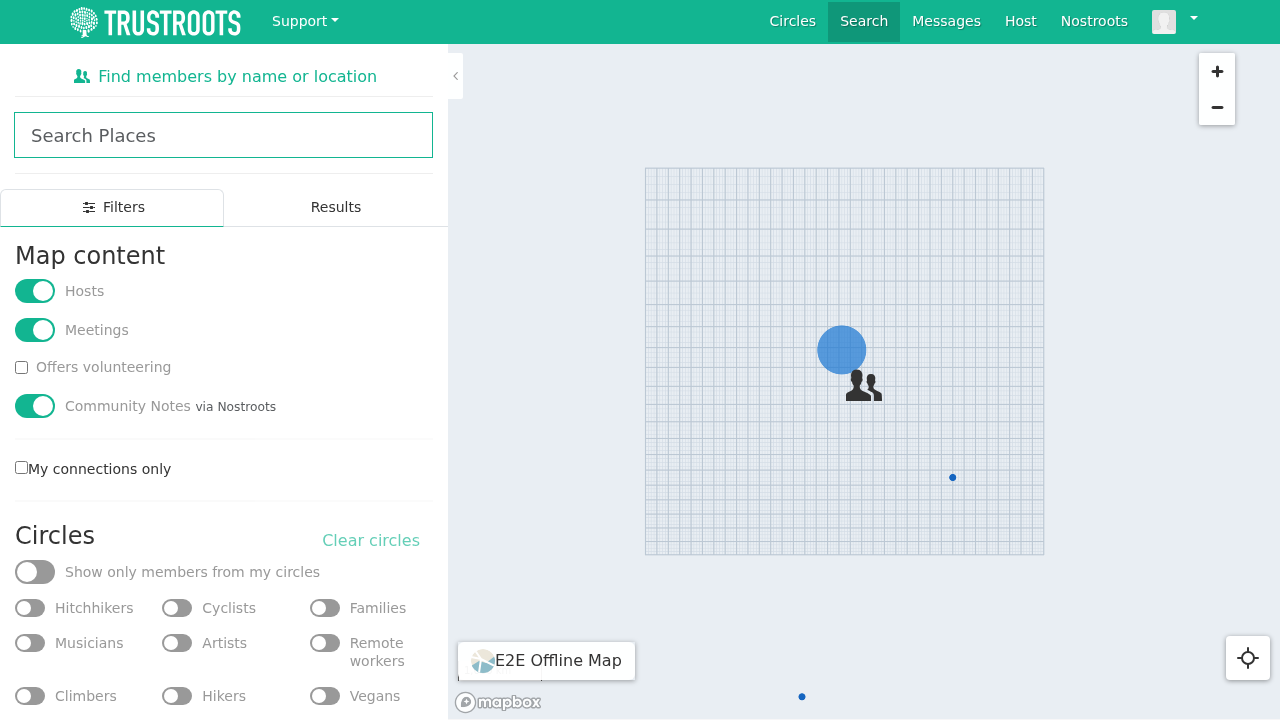 TRUSTROOTS
Support
Circles
Search
Messages
Host
Nostroots
Find members by name or location
Search Places
Filters
Results
Map content
Hosts
Meetings
Offers volunteering
Community Notes via Nostroots
My connections only
Circles
Clear circles
Show only members from my circles
Hitchhikers
Cyclists
Families
Musicians
Artists
Remote
workers
Climbers
Hikers
Vegans
E2E Offline Map
mapbox